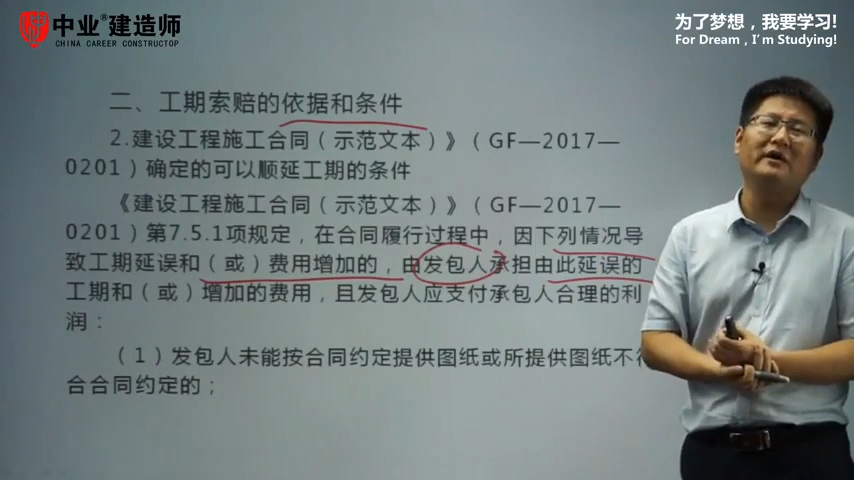 中业®建造师
CHINA CAREER CONSTRUCTOP
为了梦想，我要学习!
For Dream , I'm Studying!
二、工期索赔的依据和条件
2.建设工程施工合同（示范文本）》（GF—2017—
0201）确定的可以顺延工期的条件
《建设工程施工合同（示范文本）》（GF—2017—
0201）第7.5.1项规定，在合同履行过程中，因下列情况导
致工期延误和（或）费用增加的，由发包人承担由此延误的
工期和（或）增加的费用，且发包人应支付承包人合理的利
润：
（1）发包人未能按合同约定提供图纸或所提供图纸不符
合合同约定的；